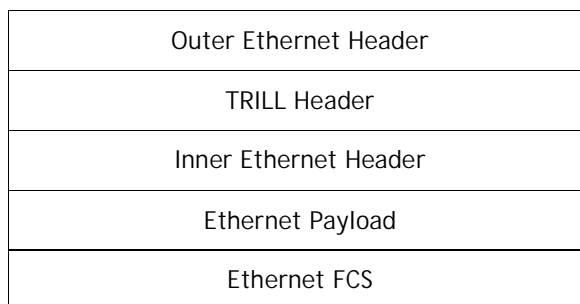 Outer Ethernet Header
TRILL Header
Inner Ethernet Header
Ethernet Payload
Ethernet FCS